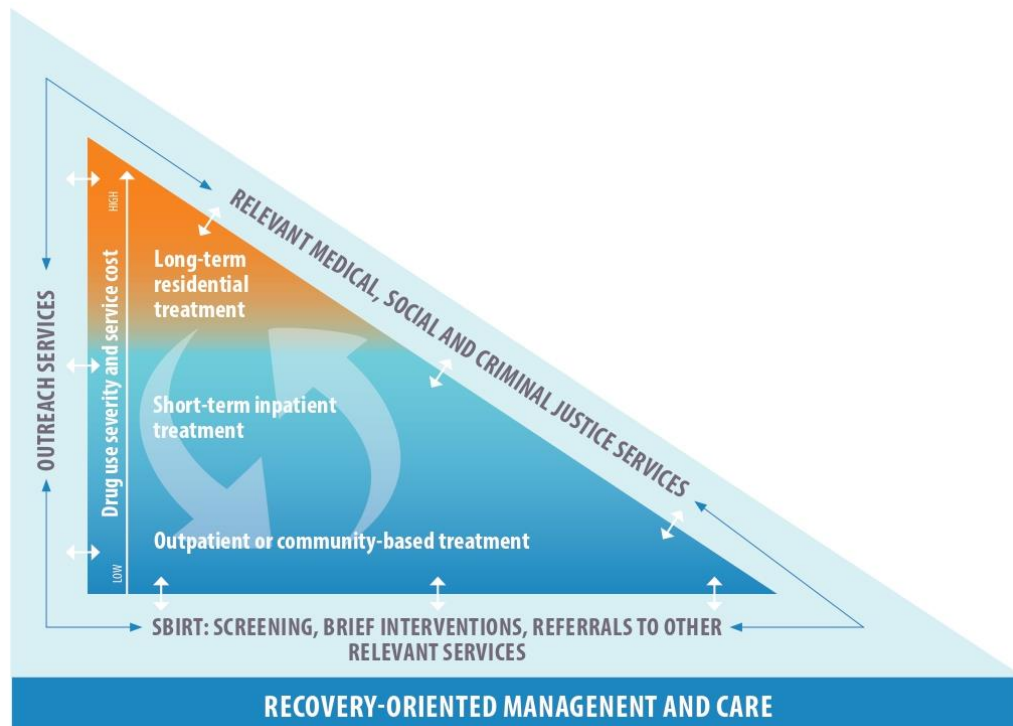 HIGH
Drug use severity and service cost
LOW
OUTREACH SERVICES
Long-term
residential
treatment
Short-term inpatient
treatment
Outpatient or community-based treatment
RELEVANT MEDICAL, SOCIAL AND CRIMINAL JUSTICE SERVICES
SBIRT: SCREENING, BRIEF INTERVENTIONS, REFERRALS TO OTHER
RELEVANT SERVICES
RECOVERY-ORIENTED MANAGEMENT AND CARE